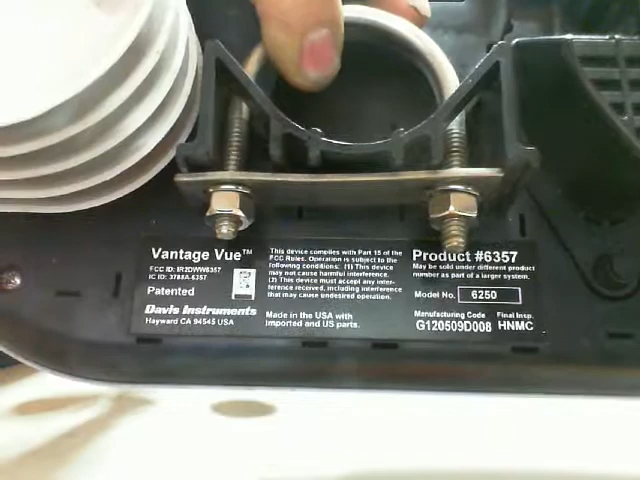 Vantage Vue™
FCC ID: IR2DWW6357
IC ID: 3788A-6357
Patented
Davis Instruments
Hayward CA 94545 USA
This device complies with Part 15 of the
FCC Rules. Operation is subject to the
following conditions: (1) This device
may not cause harmful interference.
(2) This device must accept any inter-
ference received, including interference
that may cause undesired operation.
Made in the USA with
imported and US parts.
Product #6357
May be sold under different product
number as part of a larger system.
Model No. 6250
Manufacturing Code
G120509D008
Final Insp.
HNMC